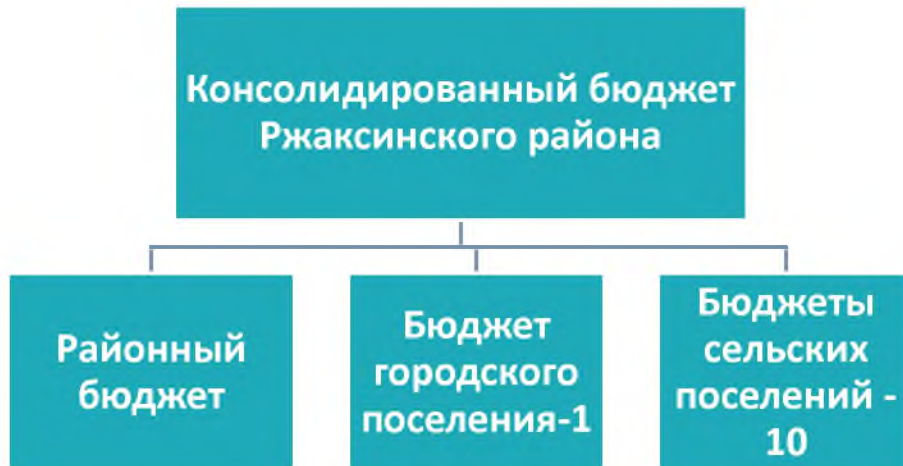 Консолидированный бюджет
Ржаксинского района
Районный
бюджет
Бюджет
городского
поселения-1
Бюджеты
сельских
поселений -
10